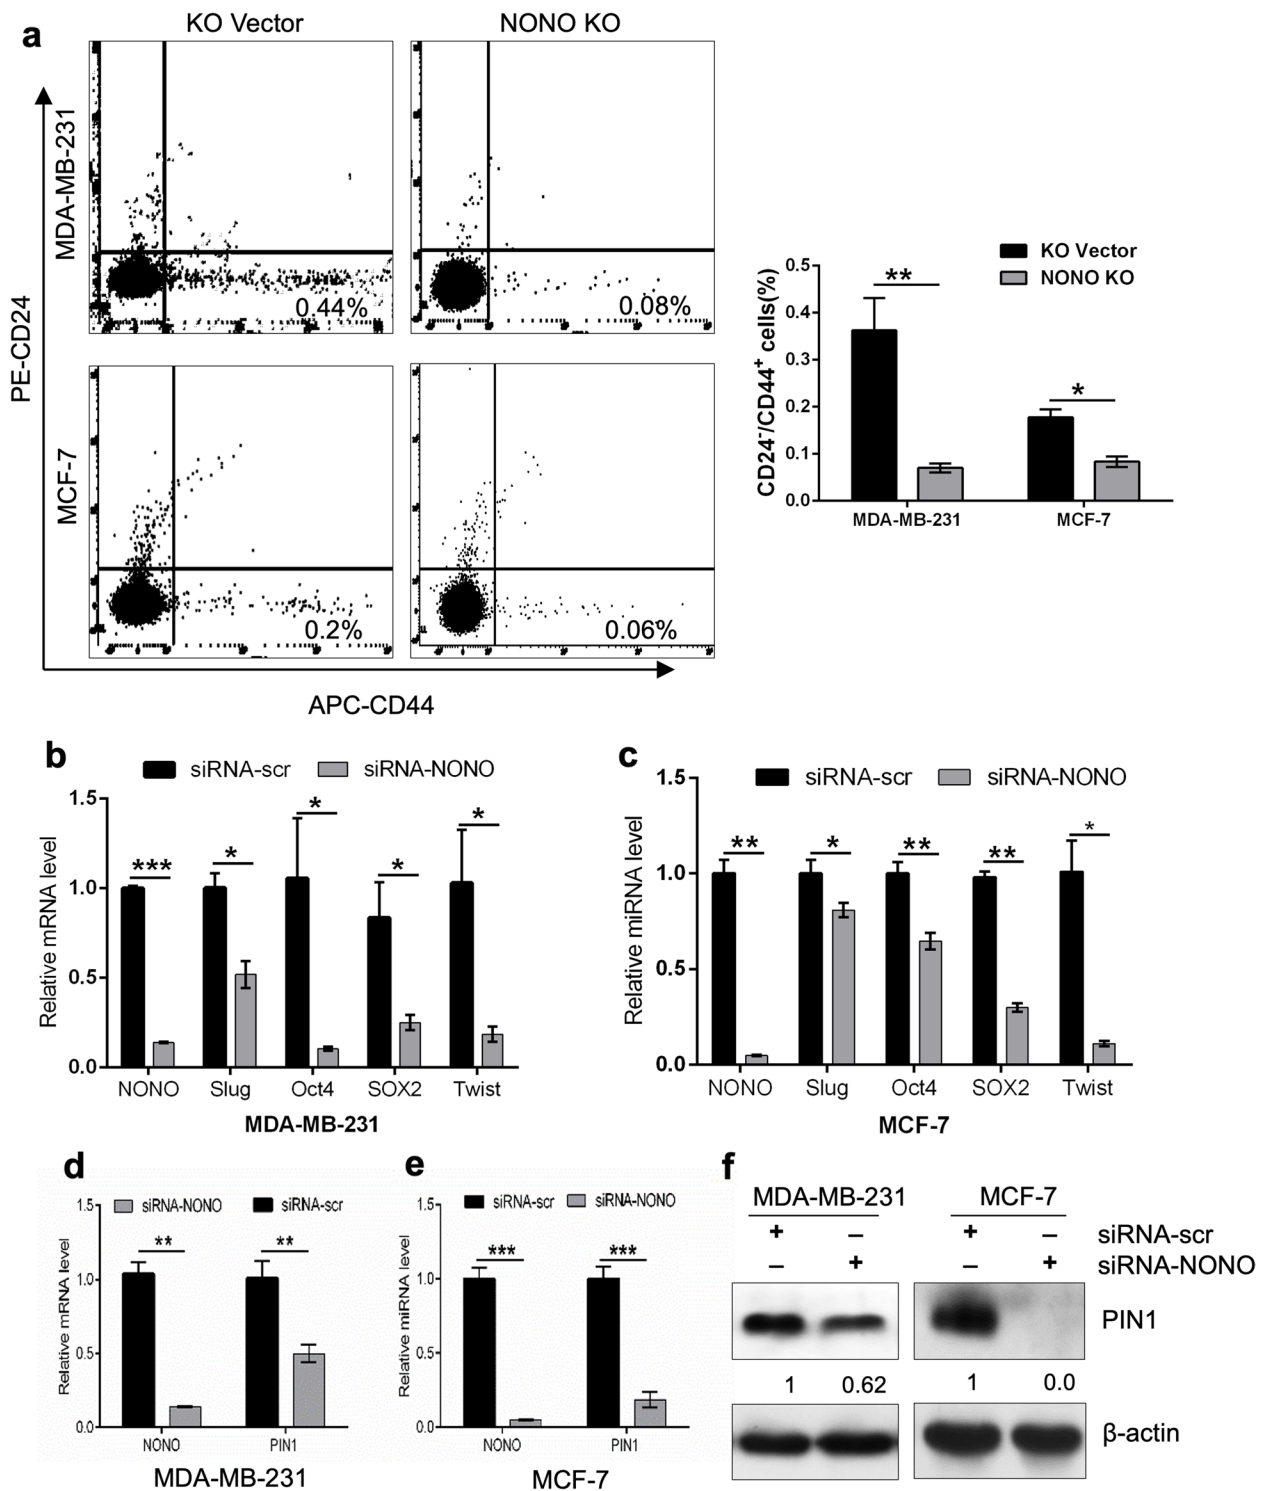 a
KO Vector
NONO KO
MDA-MB-231
PE-CD24
0.44%
0.08%
MCF-7
0.2%
0.06%
APC-CD44
KO Vector
NONO KO
CD24-/CD44+ cells(%)
0.5
0.4
0.3
0.2
0.1
0.0
**
*
MDA-MB-231
MCF-7
b
siRNA-scr
siRNA-NONO
Relative mRNA level
1.5
1.0
0.5
0.0
***
*
*
*
*
NONO
Slug
Oct4
SOX2
Twist
MDA-MB-231
c
siRNA-scr
siRNA-NONO
Relative miRNA level
1.5
1.0
0.5
0.0
**
*
**
**
*
NONO
Slug
Oct4
SOX2
Twist
MCF-7
d
siRNA-NONO
siRNA-scr
Relative miRNA level
1.5
1.0
0.5
0.0
**
**
NONO
PIN1
MDA-MB-231
e
siRNA-scr
siRNA-NONO
Relative miRNA level
1.5
1.0
0.5
0.0
***
***
NONO
PIN1
MCF-7
f
MDA-MB-231
MCF-7
+ – + – siRNA-scr
– + – + siRNA-NONO
PIN1
1 0.62 1 0.0
β-actin